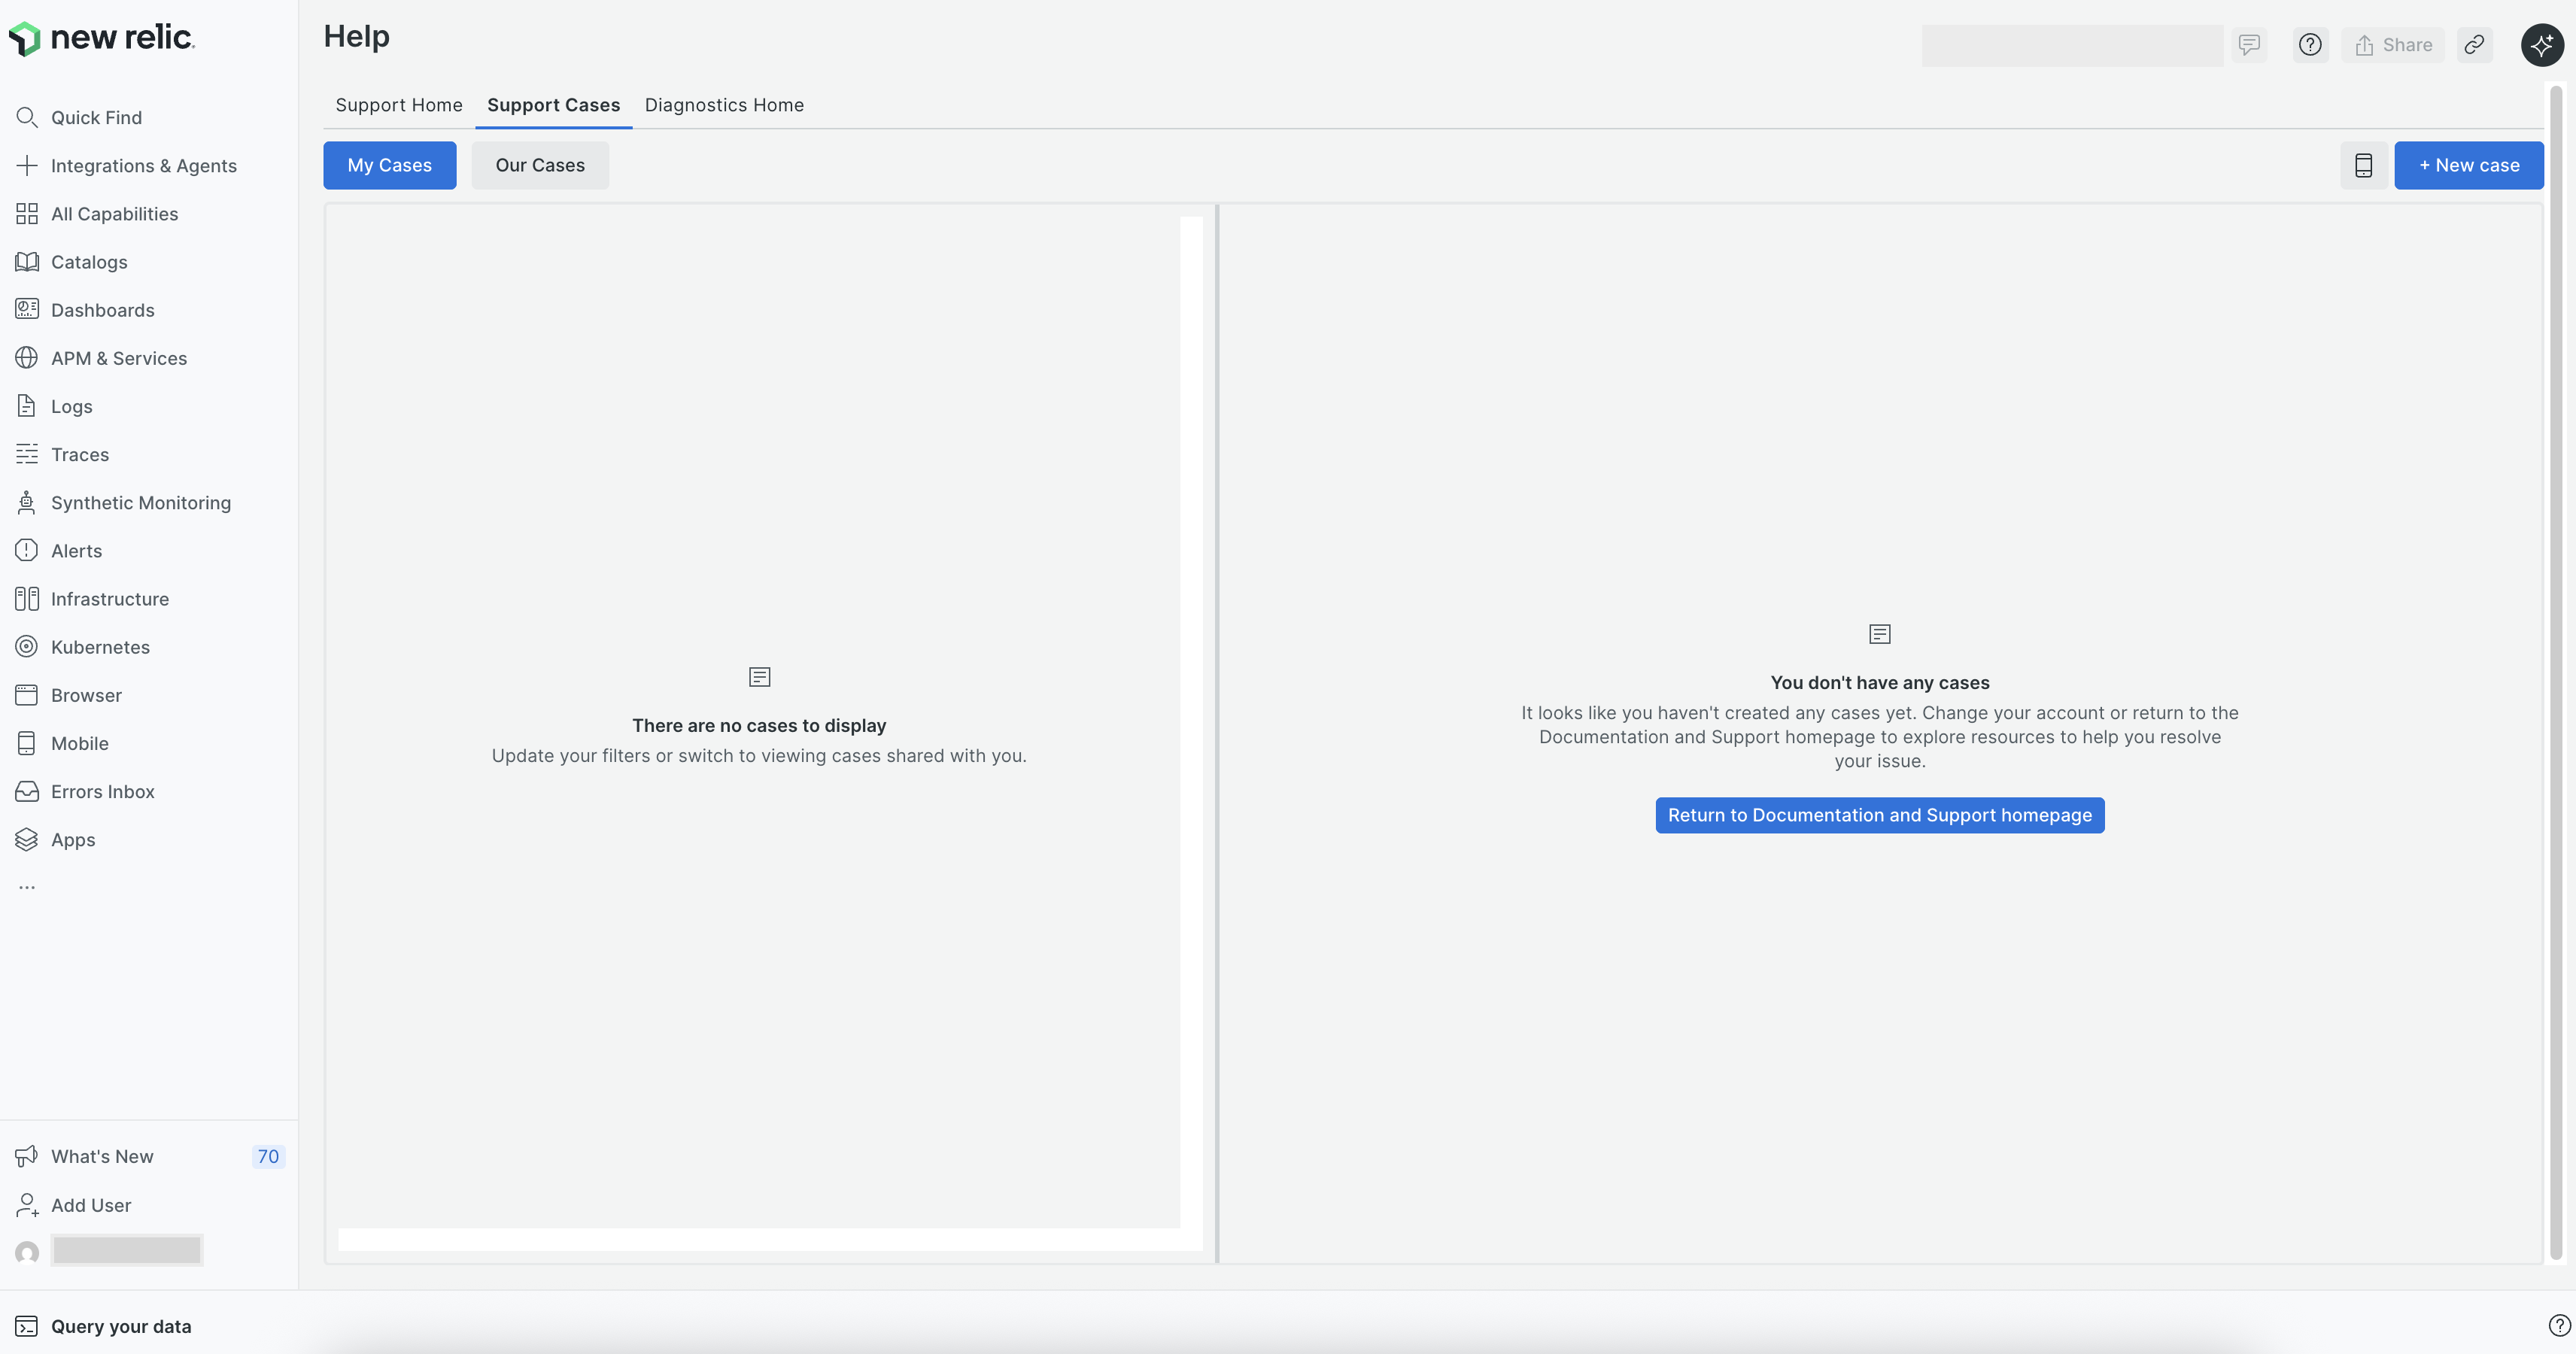 new relic.
Help
Share
Support Home
Support Cases
Diagnostics Home
My Cases
Our Cases
+ New case
Quick Find
Integrations & Agents
All Capabilities
Catalogs
Dashboards
APM & Services
Logs
Traces
Synthetic Monitoring
Alerts
Infrastructure
Kubernetes
Browser
Mobile
Errors Inbox
Apps
...
There are no cases to display
Update your filters or switch to viewing cases shared with you.
You don't have any cases
It looks like you haven't created any cases yet. Change your account or return to the
Documentation and Support homepage to explore resources to help you resolve
your issue.
Return to Documentation and Support homepage
What's New
70
Add User
Query your data